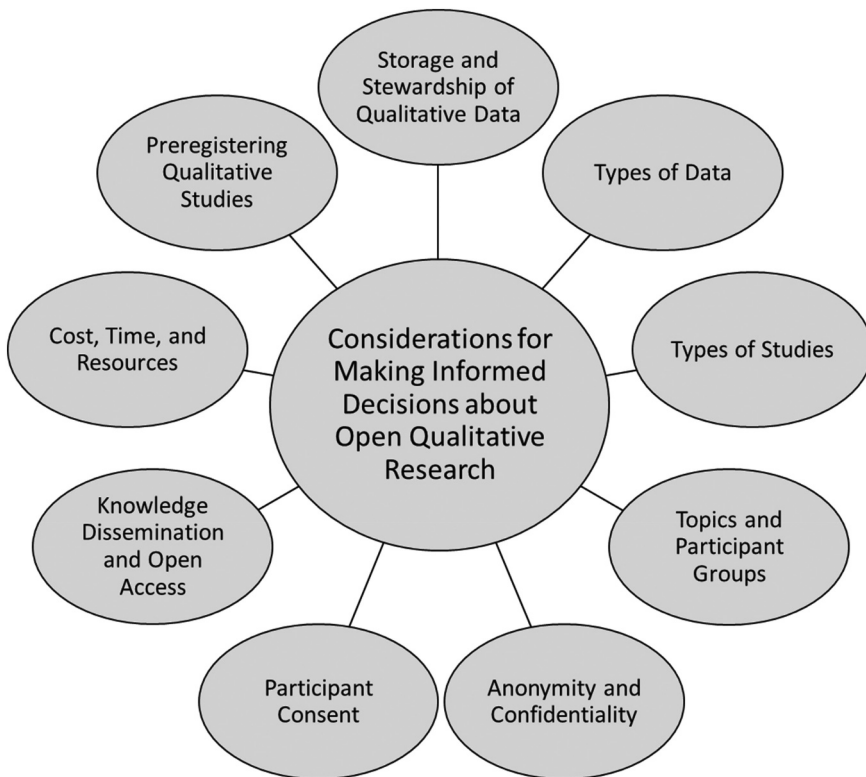 Storage and
Stewardship of
Qualitative Data
Types of Data
Types of Studies
Topics and
Participant
Groups
Anonymity and
Confidentiality
Participant
Consent
Knowledge
Dissemination
and Open
Access
Cost, Time, and
Resources
Preregistering
Qualitative
Studies
Considerations for
Making Informed
Decisions about
Open Qualitative
Research